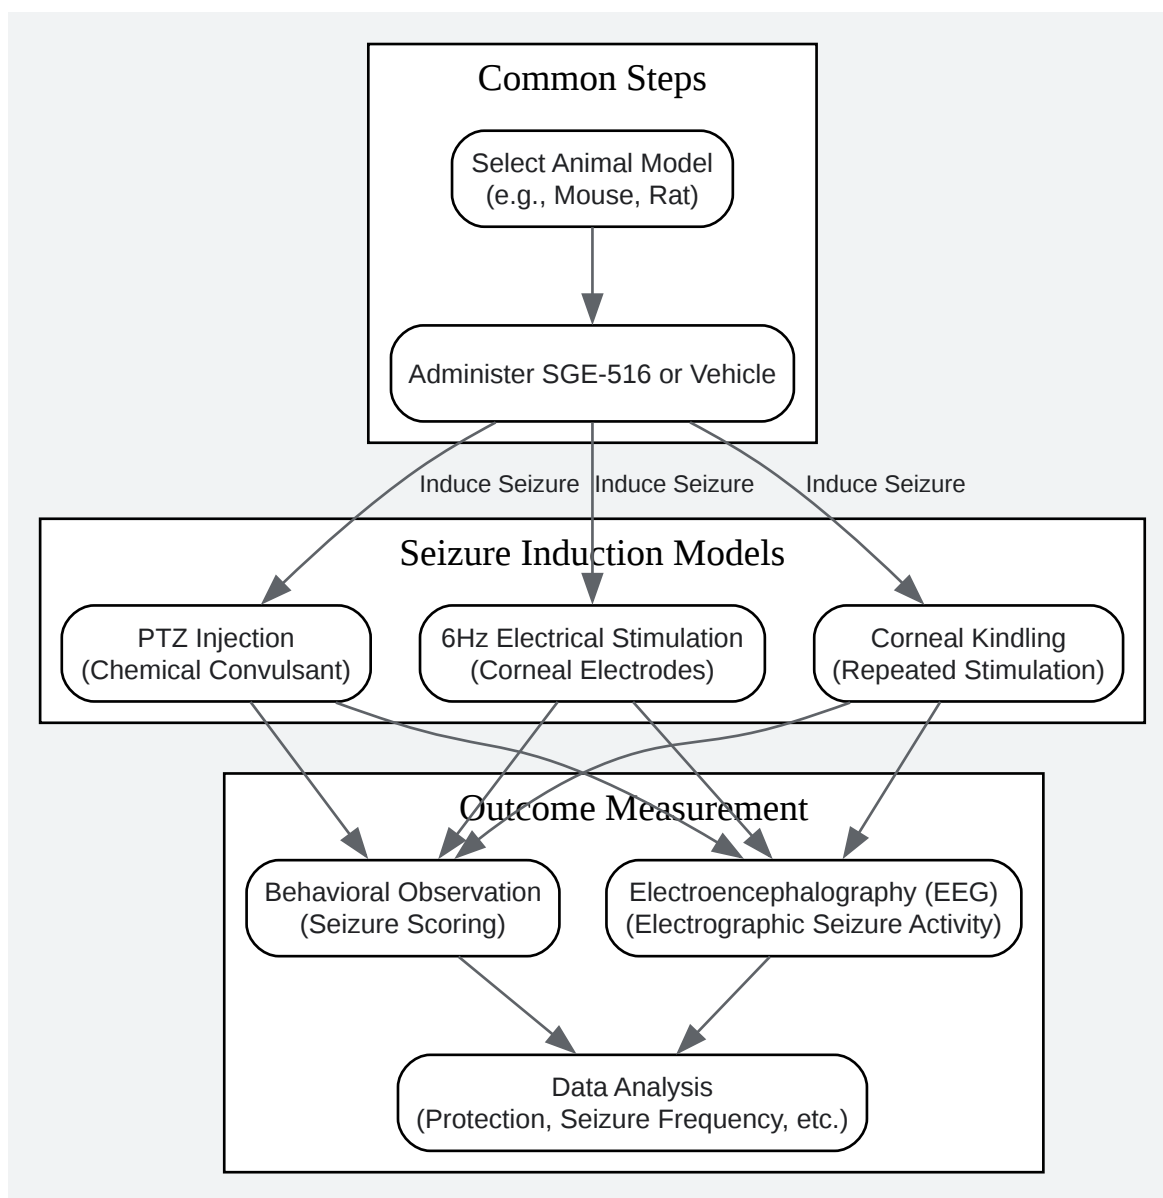 Common Steps
Select Animal Model
(e.g., Mouse, Rat)
Administer SGE-516 or Vehicle
Induce Seizure
Induce Seizure
Induce Seizure
Seizure Induction Models
PTZ Injection
(Chemical Convulsant)
6Hz Electrical Stimulation
(Corneal Electrodes)
Corneal Kindling
(Repeated Stimulation)
Outcome Measurement
Behavioral Observation
(Seizure Scoring)
Electroencephalography (EEG)
(Electrographic Seizure Activity)
Data Analysis
(Protection, Seizure Frequency, etc.)